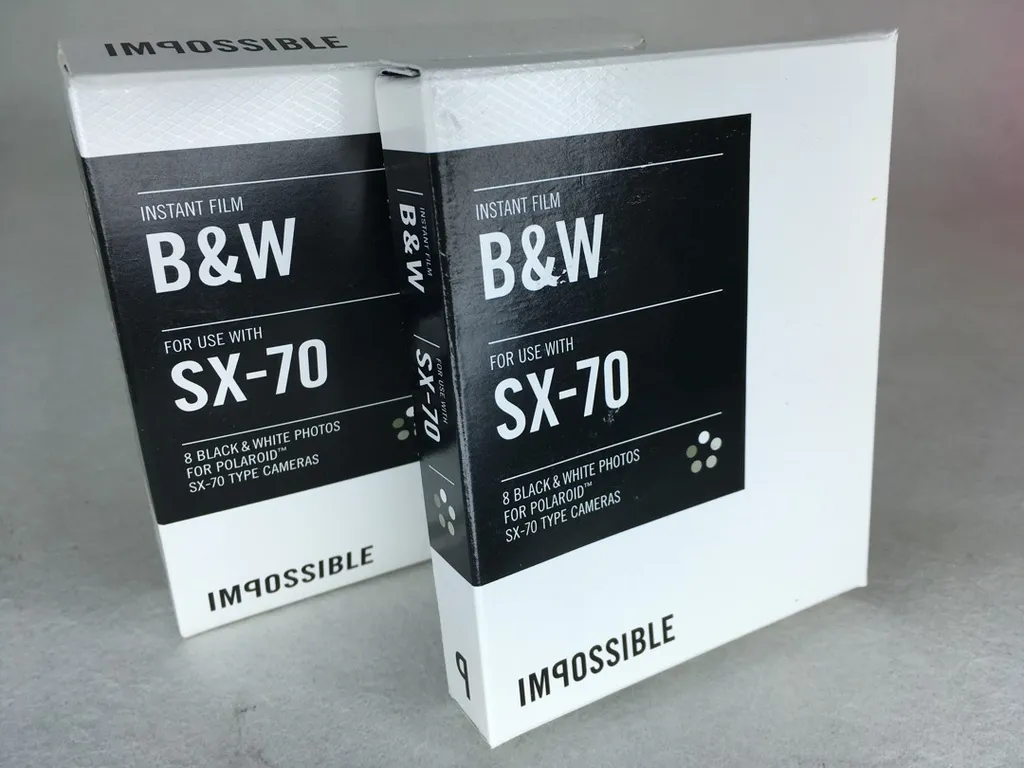 IMPOSSIBLE
INSTANT FILM
B&W
FOR USE WITH
SX-70
8 BLACK & WHITE PHOTOS
FOR POLAROID™
SX-70 TYPE CAMERAS
IMPOSSIBLE
INSTANT FILM
B&W
FOR USE WITH
SX-70
P
INSTANT FILM
B&W
FOR USE WITH
SX-70
8 BLACK & WHITE PHOTOS
FOR POLAROID™
SX-70 TYPE CAMERAS
IMPOSSIBLE